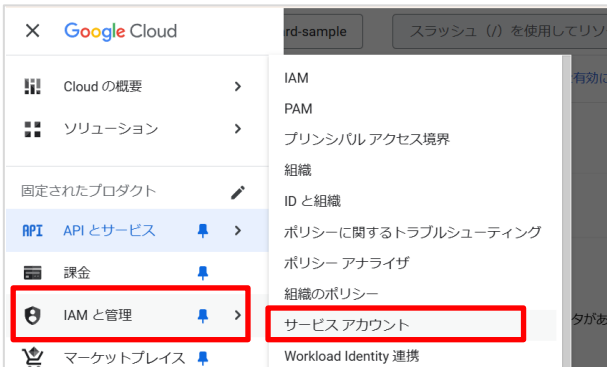 Google Cloud
rd-sample
スラッシュ（/）を使用してリソ
Cloud の概要
ソリューション
固定されたプロダクト
API API とサービス
課金
IAM と管理
マーケットプレイス
IAM
PAM
プリンシパル アクセス境界
組織
ID と組織
ポリシーに関するトラブルシューティング
ポリシー アナライザ
組織のポリシー
サービス アカウント
Workload Identity 連携
有効に
タがあ